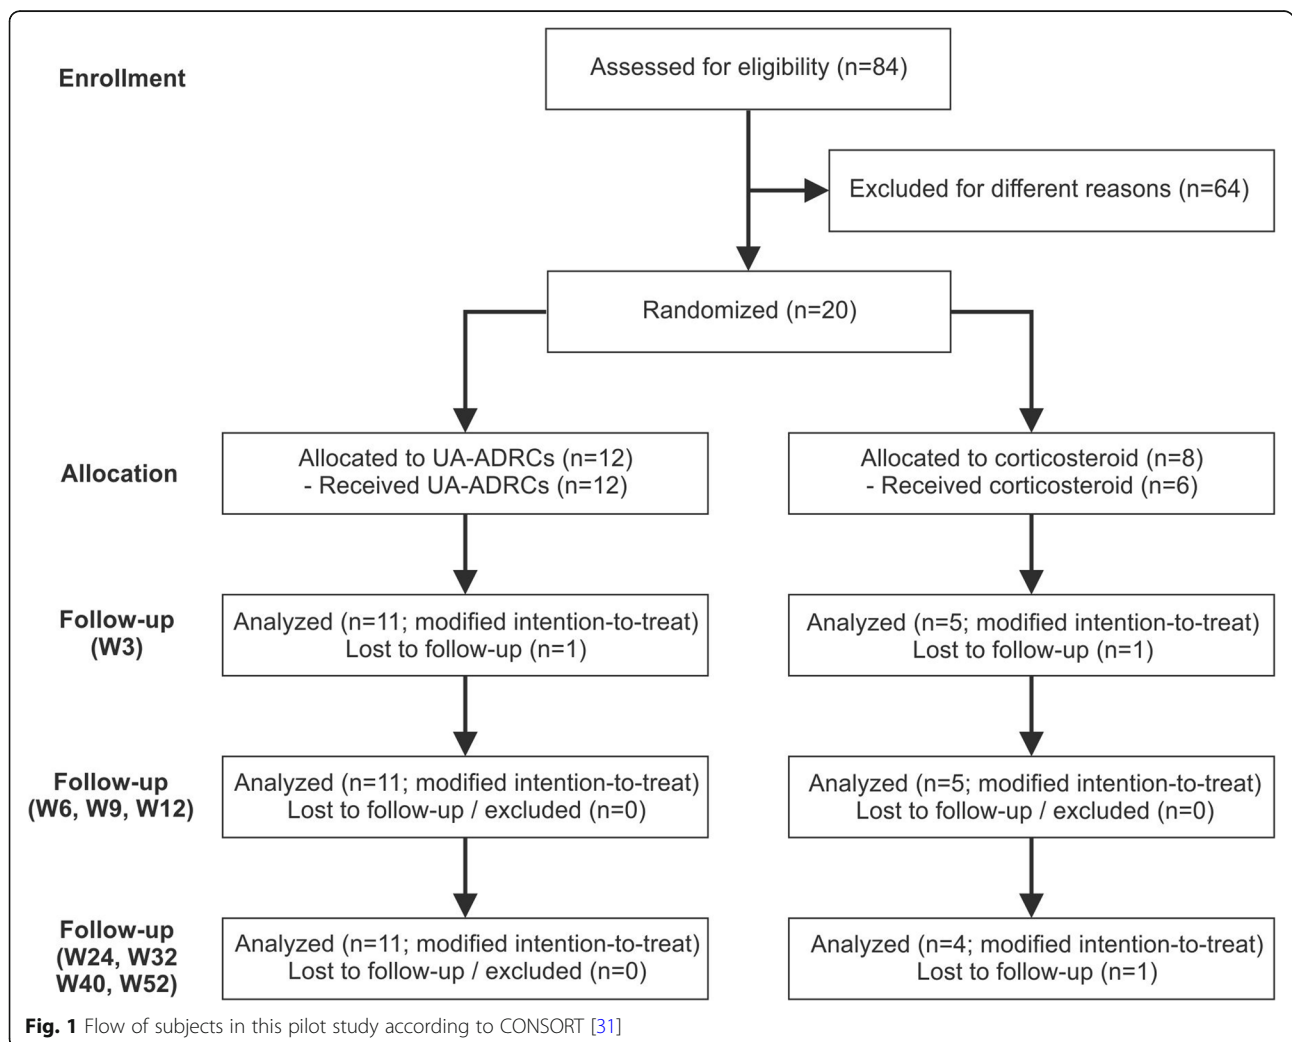 Enrollment
Assessed for eligibility (n=84)
Excluded for different reasons (n=64)
Randomized (n=20)
Allocation
Allocated to UA-ADRCs (n=12)
- Received UA-ADRCs (n=12)
Allocated to corticosteroid (n=8)
- Received corticosteroid (n=6)
Follow-up
(W3)
Analyzed (n=11; modified intention-to-treat)
Lost to follow-up (n=1)
Analyzed (n=5; modified intention-to-treat)
Lost to follow-up (n=1)
Follow-up
(W6, W9, W12)
Analyzed (n=11; modified intention-to-treat)
Lost to follow-up / excluded (n=0)
Analyzed (n=5; modified intention-to-treat)
Lost to follow-up / excluded (n=0)
Follow-up
(W24, W32
W40, W52)
Analyzed (n=11; modified intention-to-treat)
Lost to follow-up / excluded (n=0)
Analyzed (n=4; modified intention-to-treat)
Lost to follow-up (n=1)
Fig. 1 Flow of subjects in this pilot study according to CONSORT [31]